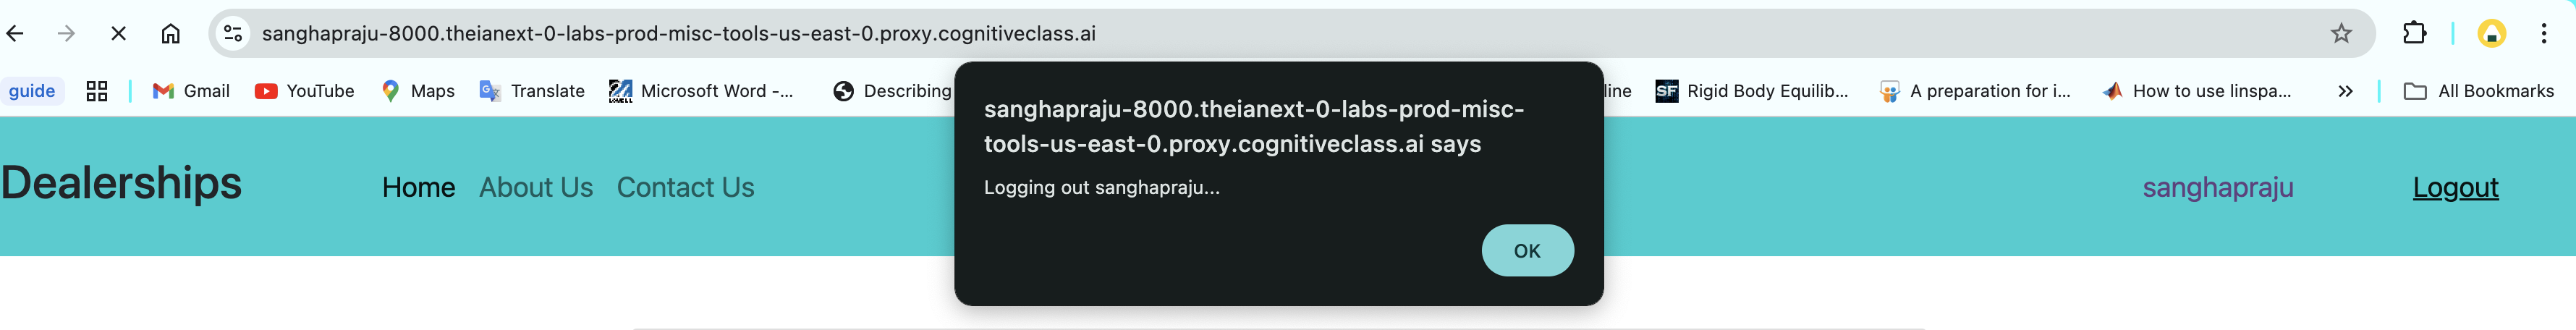 sanghapraju-8000.theianext-0-labs-prod-misc-tools-us-east-0.proxy.cognitiveclass.ai
guide Gmail YouTube Maps Translate Microsoft Word -... Describing line Rigid Body Equilib... A preparation for i... How to use linspa... All Bookmarks
sanghapraju-8000.theianext-0-labs-prod-misc-
tools-us-east-0.proxy.cognitiveclass.ai says
Logging out sanghapraju...
OK
Dealerships Home About Us Contact Us sanghapraju Logout